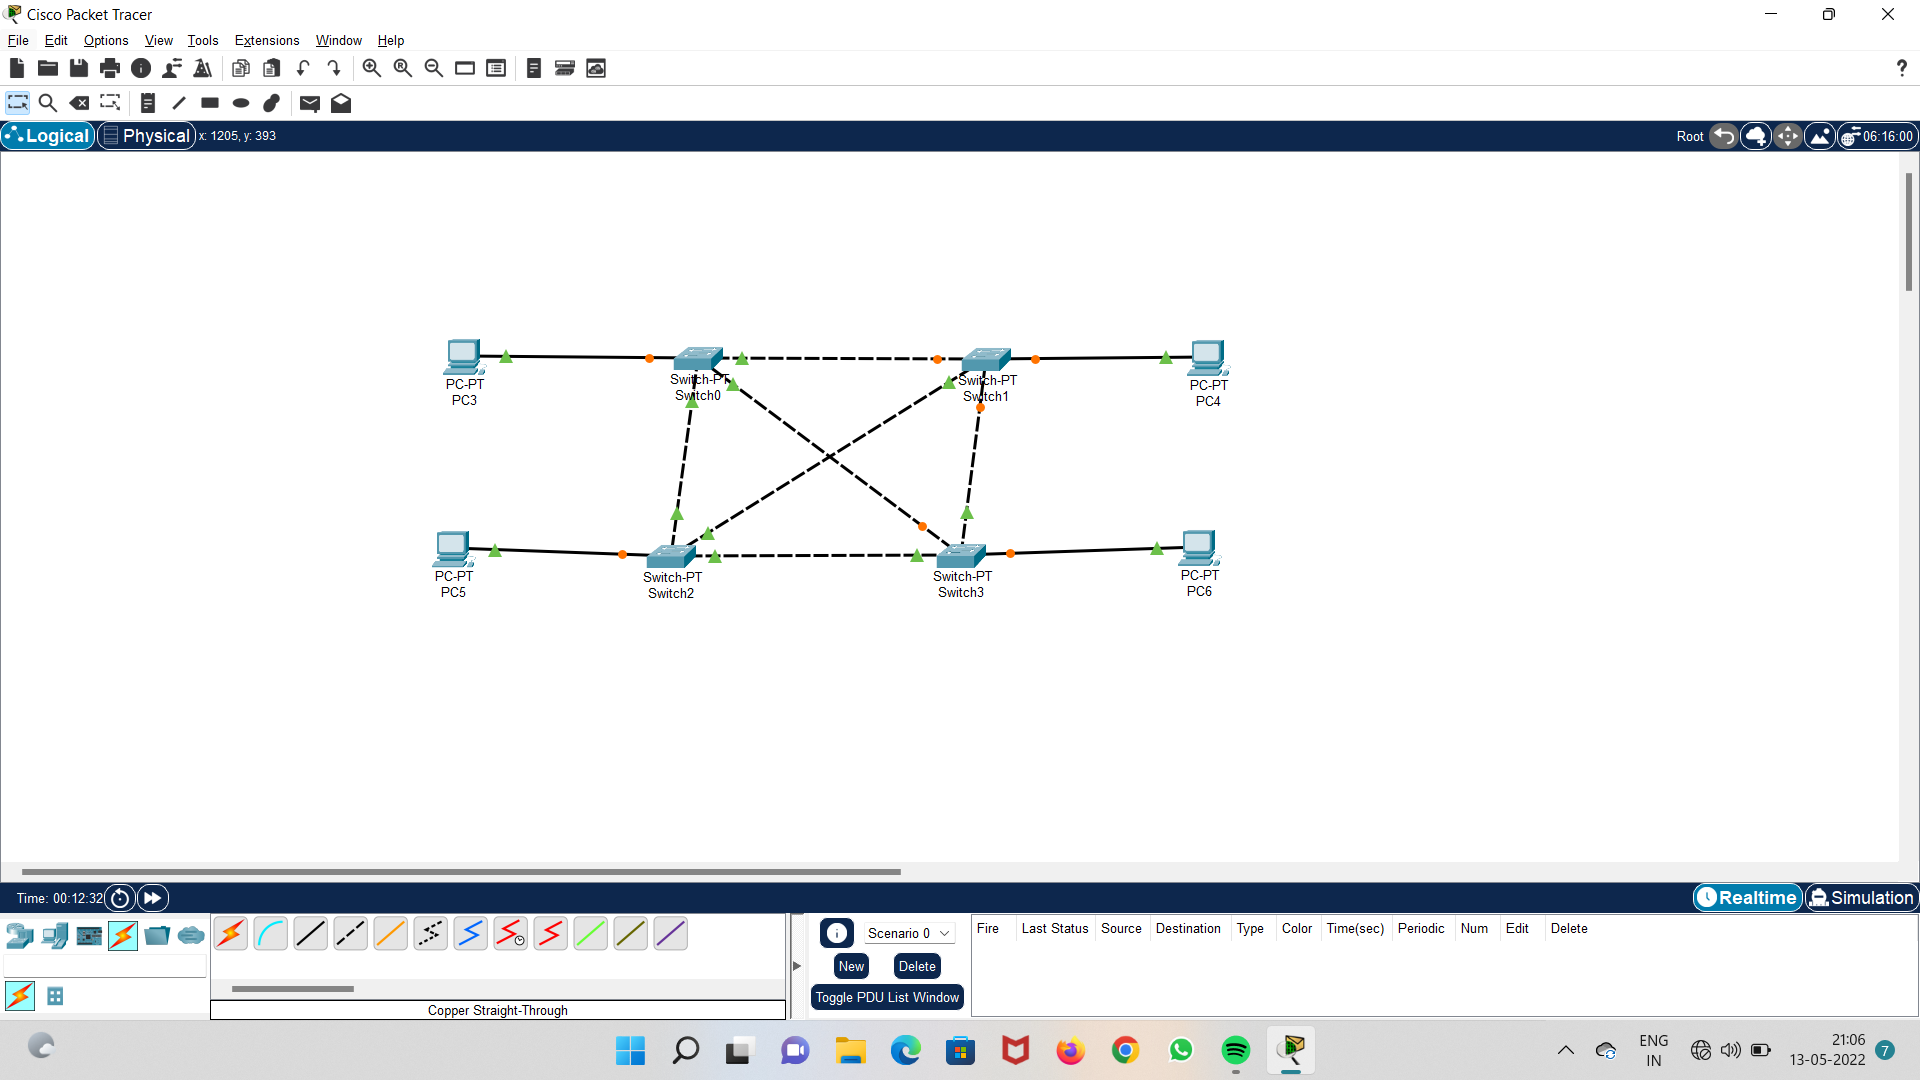 Cisco Packet Tracer
File Edit Options View Tools Extensions Window Help
?
Logical Physical x: 1205, y: 393 Root 06:16:00
PC-PT
PC3
Switch-PT
Switch0
Switch-PT
Switch1
PC-PT
PC4
PC-PT
PC5
Switch-PT
Switch2
Switch-PT
Switch3
PC-PT
PC6
Time: 00:12:32 Realtime Simulation
Scenario 0
New Delete
Toggle PDU List Window
Fire Last Status Source Destination Type Color Time(sec) Periodic Num Edit Delete
Copper Straight-Through
ENG
IN
21:06
13-05-2022
7